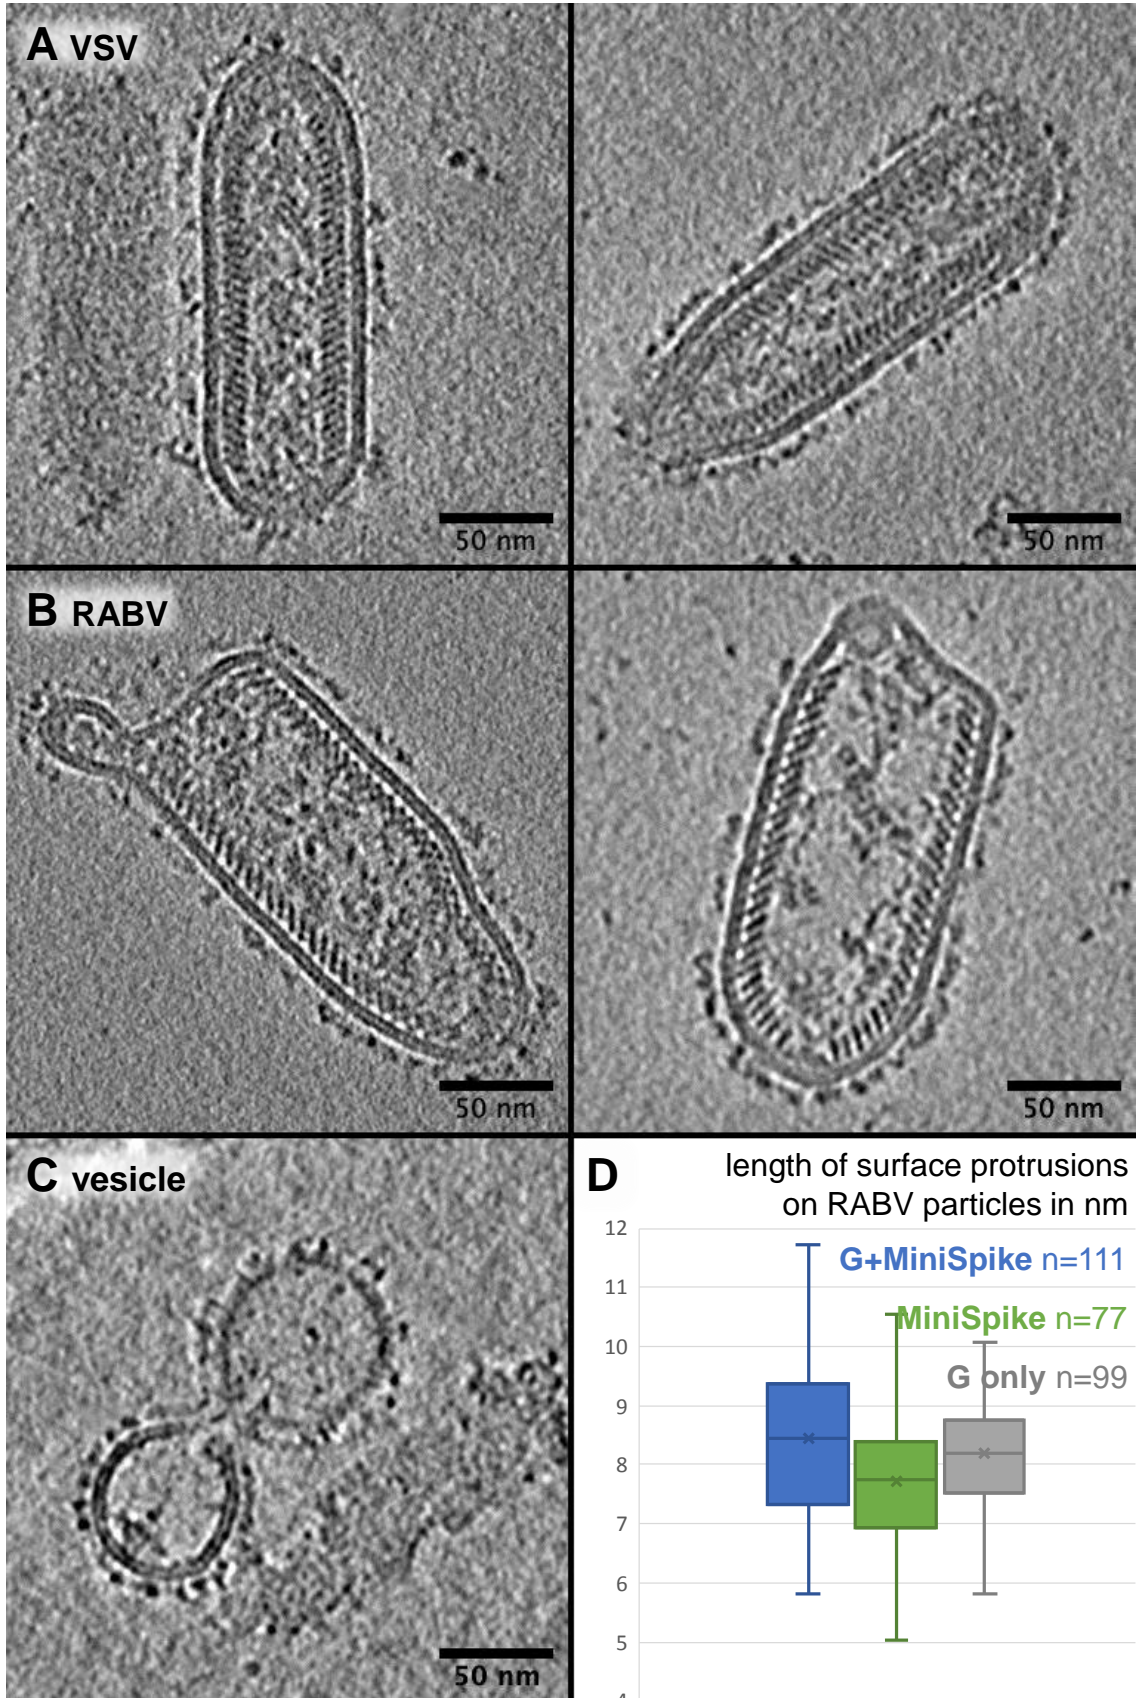 A VSV
50 nm
50 nm
B RABV
50 nm
50 nm
C vesicle
50 nm
D length of surface protrusions
on RABV particles in nm
12
G+MiniSpike n=111
11
MiniSpike n=77
10
G only n=99
9
8
7
6
5
4